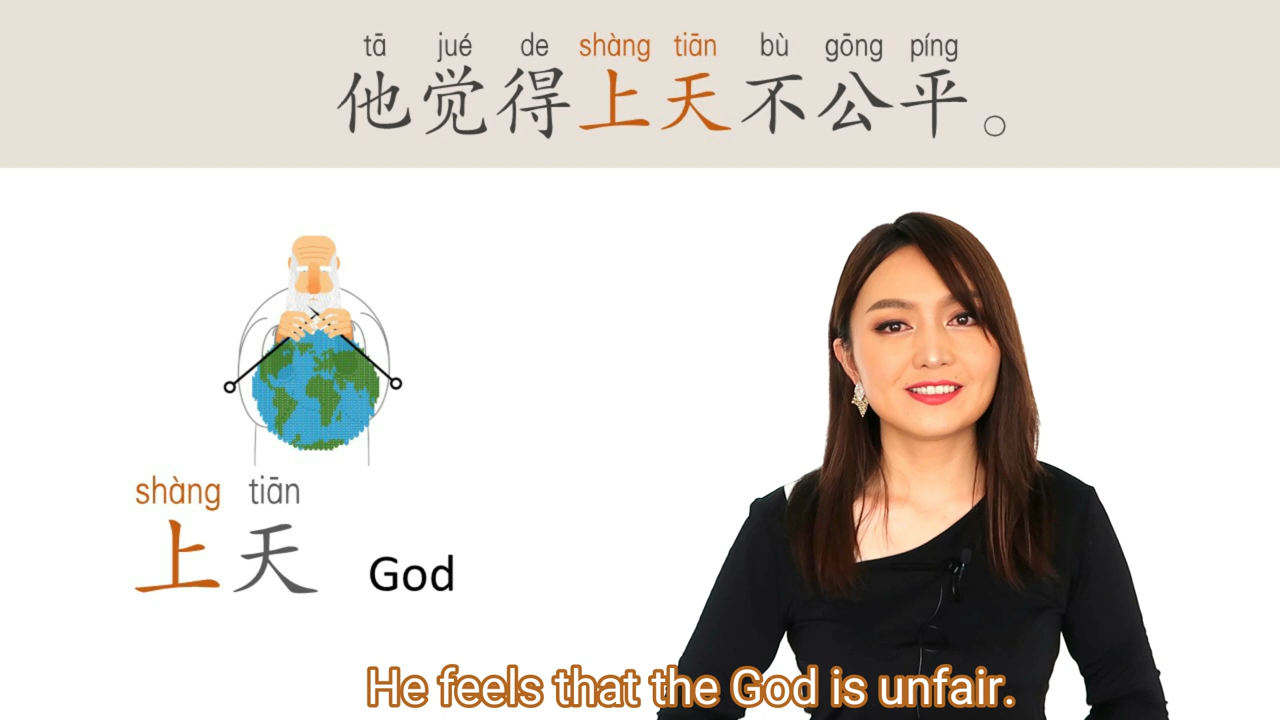 tā jué de shàng tiān bù gōng píng
他觉得上天不公平。
shàng tiān
上天 God
He feels that the God is unfair.